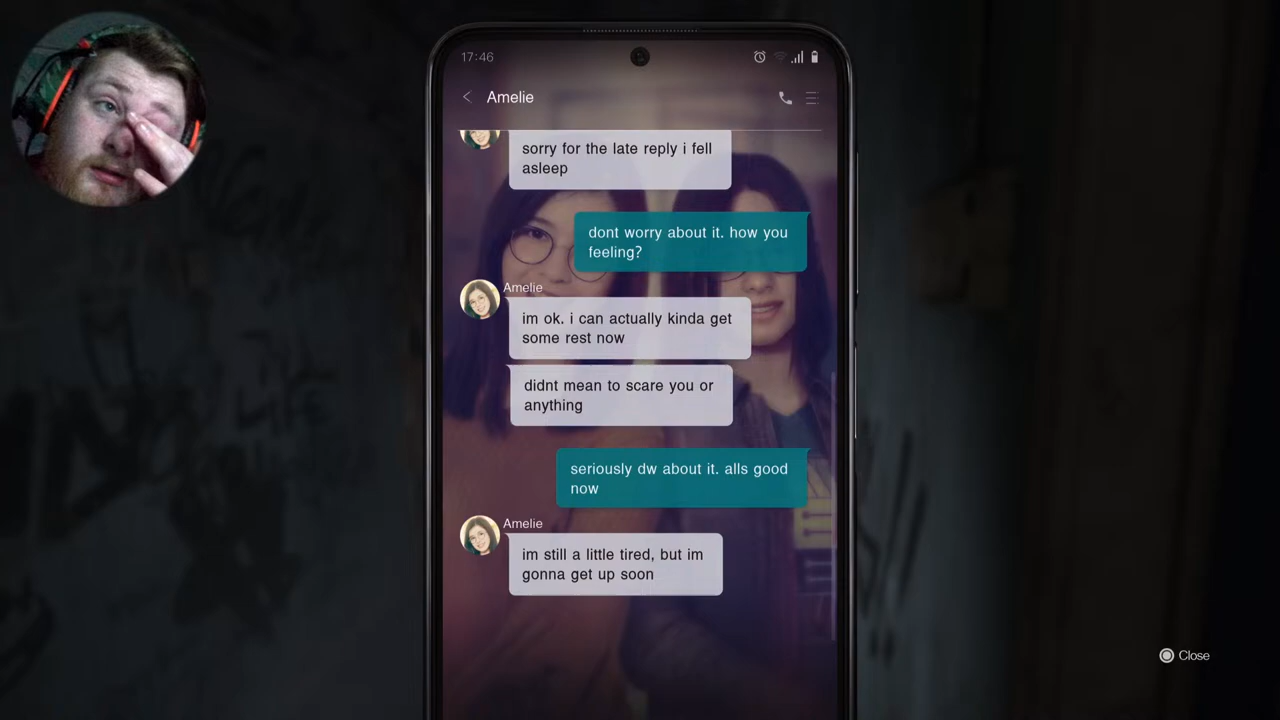 17:46
Amelie
sorry for the late reply i fell
asleep
dont worry about it. how you
feeling?
Amelie
im ok. i can actually kinda get
some rest now
didnt mean to scare you or
anything
seriously dw about it. alls good
now
Amelie
im still a little tired, but im
gonna get up soon
Close